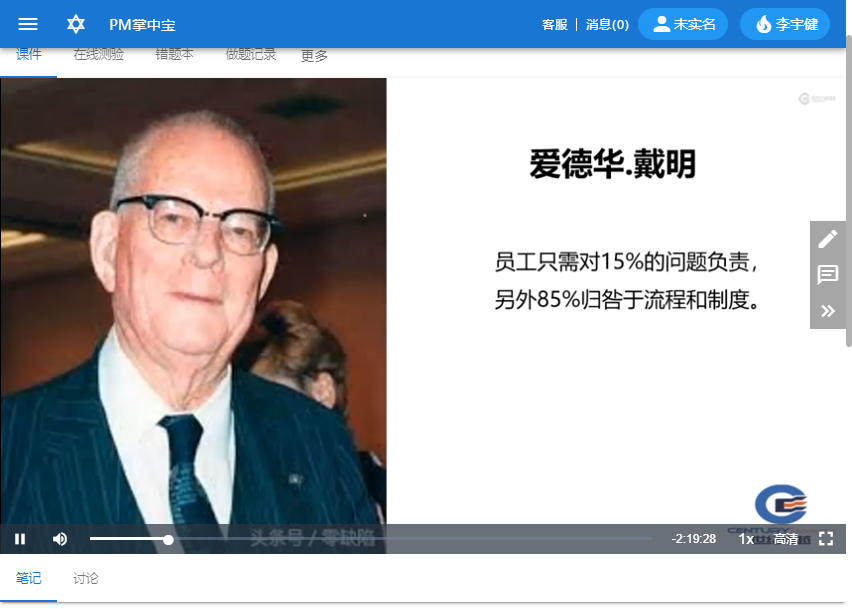 PM掌中宝
客服
消息(0)
未实名
李宇健
课件
在线测验
错题本
做题记录
更多
爱德华.戴明
员工只需对15%的问题负责，
另外85%归咎于流程和制度。
头条号 / 零缺陷
CENTURY
-2:19:28
1x
高清
笔记
讨论